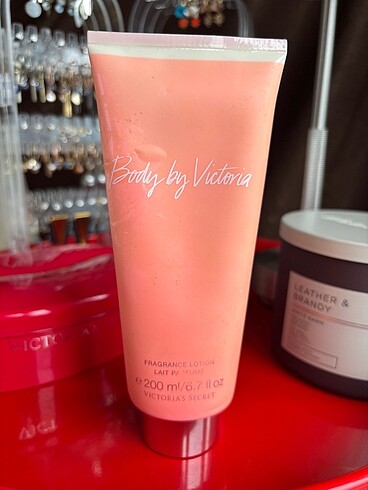 Body by Victoria
FRAGRANCE LOTION
LAIT PARFUMÉ
e 200 ml/6.7 fl oz
VICTORIA'S SECRET
LEATHER &
BRANDY